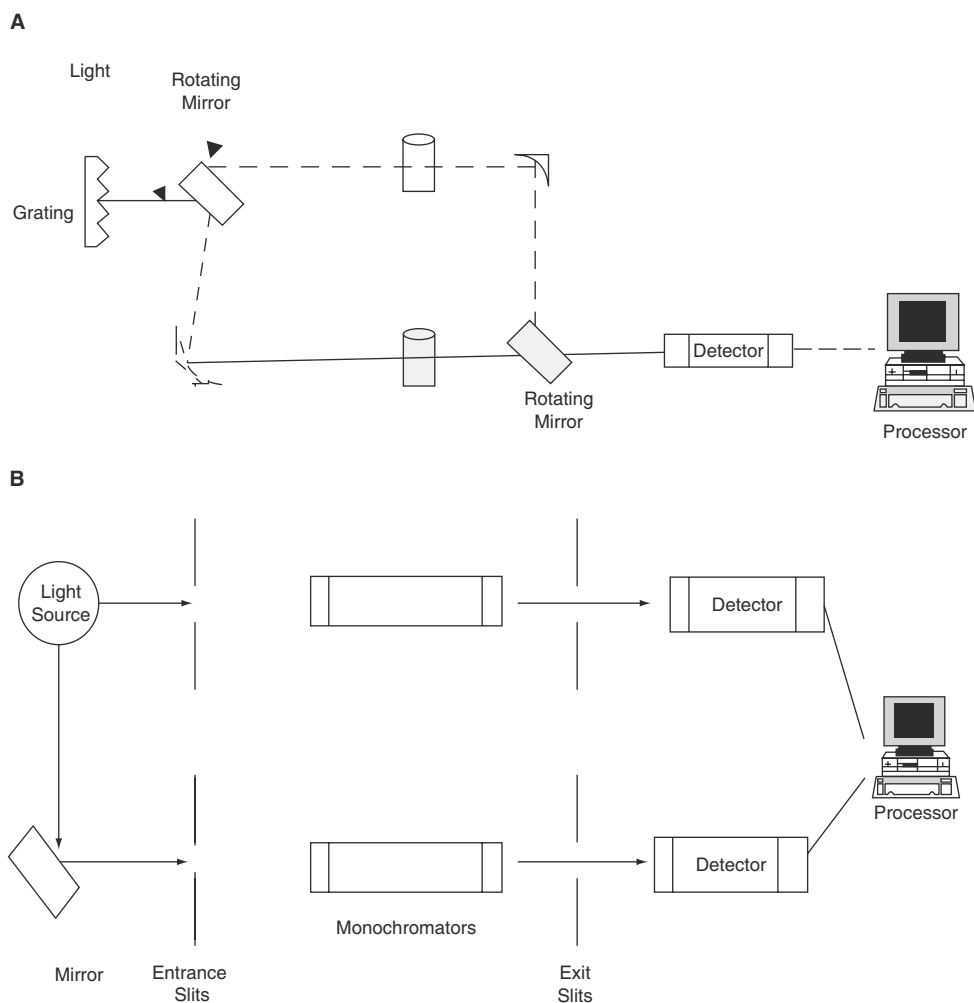 A
Light
Rotating
Mirror
Grating
Detector
Rotating
Mirror
Processor
B
Light
Source
Detector
Processor
Detector
Monochromators
Mirror
Entrance
Slits
Exit
Slits